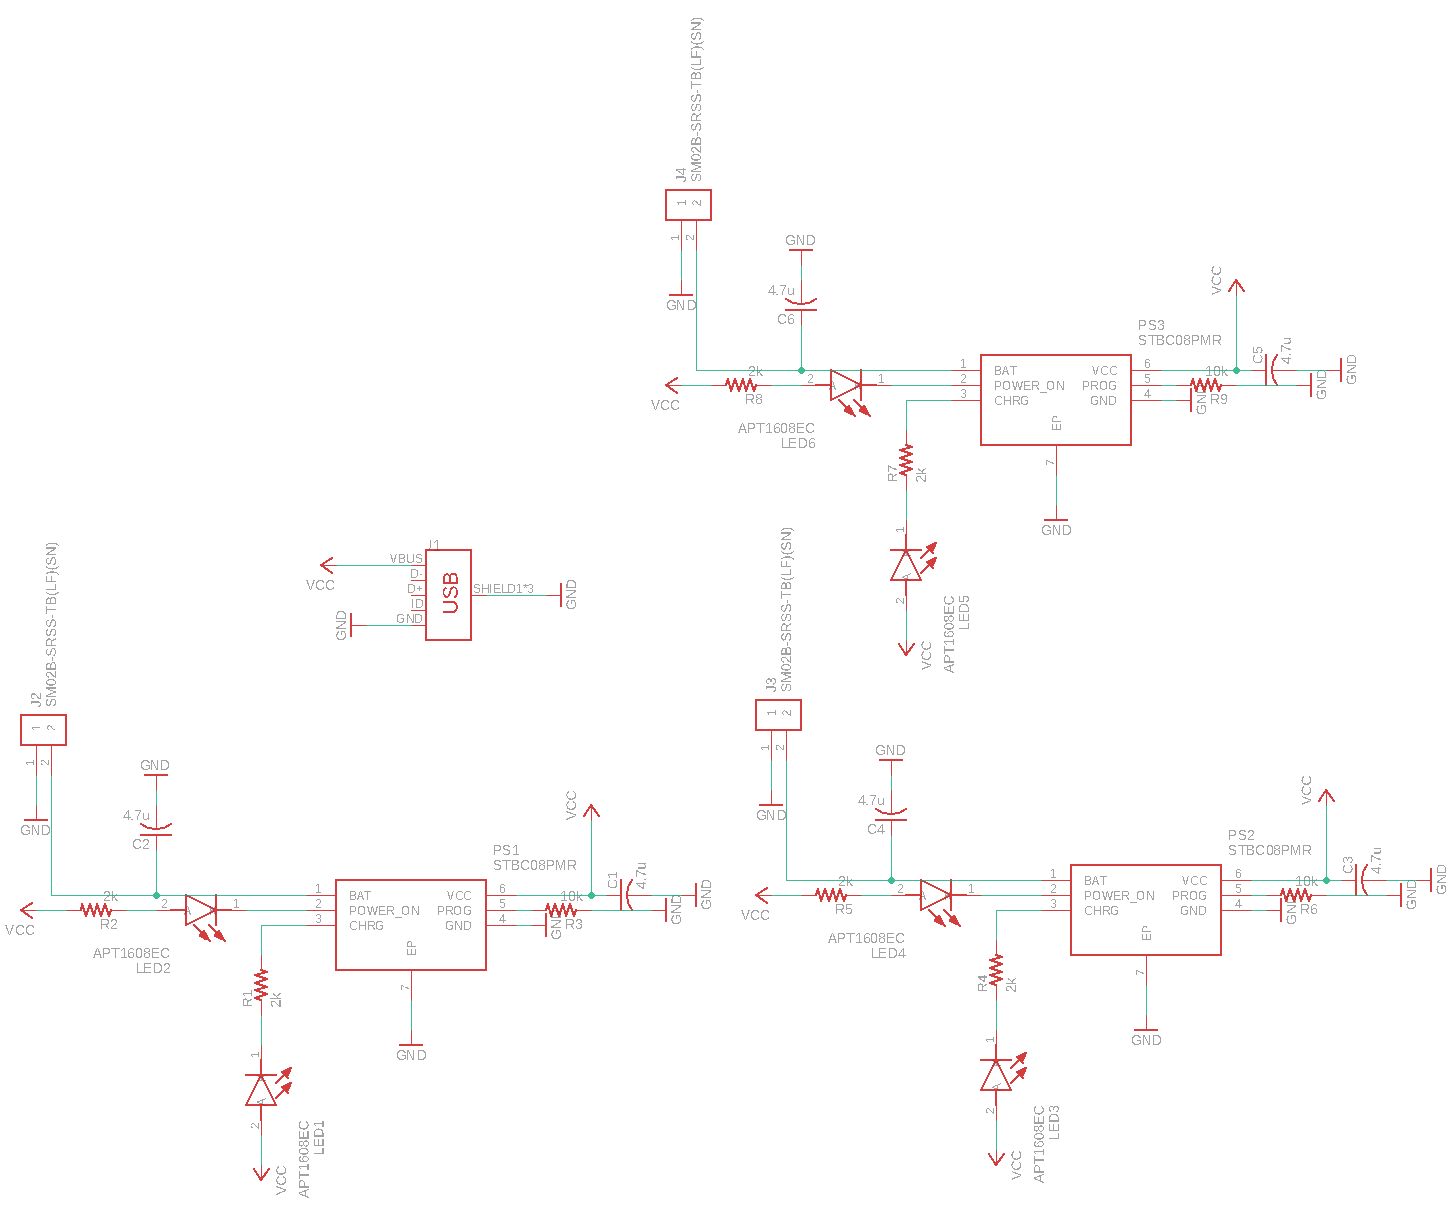 SM02B-SRSS-TB(LF)(SN)
J4
1
2
1
2
GND
GND
4.7u
C6
2k
R8
VCC
2
A
1
APT1608EC
LED6
PS3
STBC08PMR
1
2
3
BAT
POWER_ON
CHRG
VCC
PROG
GND
EP
6
5
4
7
GND
VCC
10k
R9
GND
C5
4.7u
GND
GND
R7
2k
1
A
2
APT1608EC
LED5
VCC
J1
VBUS
D-
D+
ID
GND
USB
SHIELD1*3
GND
VCC
GND
SM02B-SRSS-TB(LF)(SN)
J2
1
2
1
2
GND
GND
4.7u
C2
2k
R2
VCC
2
A
1
APT1608EC
LED2
PS1
STBC08PMR
1
2
3
BAT
POWER_ON
CHRG
VCC
PROG
GND
EP
6
5
4
7
GND
VCC
10k
R3
GND
C1
4.7u
GND
GND
R1
2k
1
A
2
APT1608EC
LED1
VCC
SM02B-SRSS-TB(LF)(SN)
J3
1
2
1
2
GND
GND
4.7u
C4
2k
R5
VCC
2
A
1
APT1608EC
LED4
PS2
STBC08PMR
1
2
3
BAT
POWER_ON
CHRG
VCC
PROG
GND
EP
6
5
4
7
GND
VCC
10k
R6
GND
C3
4.7u
GND
GND
R4
2k
1
A
2
APT1608EC
LED3
VCC